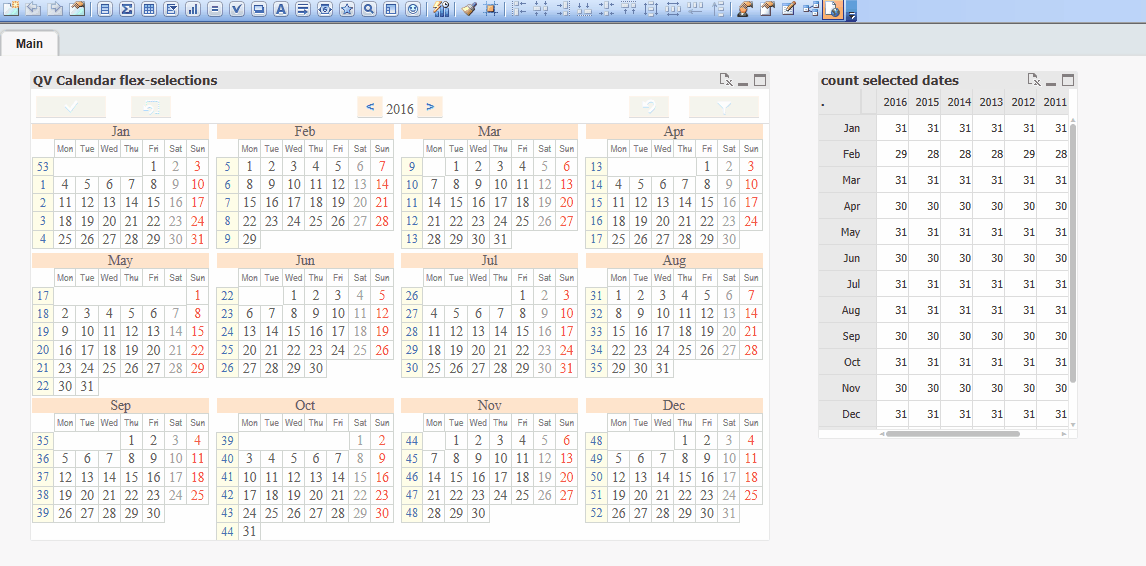 Main
QV Calendar flex-selections
< 2016 >
Jan
Mon Tue Wed Thu Fri Sat Sun
53 1 2 3
1 4 5 6 7 8 9 10
2 11 12 13 14 15 16 17
3 18 19 20 21 22 23 24
4 25 26 27 28 29 30 31
Feb
Mon Tue Wed Thu Fri Sat Sun
5 1 2 3 4 5 6 7
6 8 9 10 11 12 13 14
7 15 16 17 18 19 20 21
8 22 23 24 25 26 27 28
9 29
Mar
Mon Tue Wed Thu Fri Sat Sun
9 1 2 3 4 5 6
10 7 8 9 10 11 12 13
11 14 15 16 17 18 19 20
12 21 22 23 24 25 26 27
13 28 29 30 31
Apr
Mon Tue Wed Thu Fri Sat Sun
13 1 2 3
14 4 5 6 7 8 9 10
15 11 12 13 14 15 16 17
16 18 19 20 21 22 23 24
17 25 26 27 28 29 30
May
Mon Tue Wed Thu Fri Sat Sun
17 1
18 2 3 4 5 6 7 8
19 9 10 11 12 13 14 15
20 16 17 18 19 20 21 22
21 23 24 25 26 27 28 29
22 30 31
Jun
Mon Tue Wed Thu Fri Sat Sun
22 1 2 3 4 5
23 6 7 8 9 10 11 12
24 13 14 15 16 17 18 19
25 20 21 22 23 24 25 26
26 27 28 29 30
Jul
Mon Tue Wed Thu Fri Sat Sun
26 1 2 3
27 4 5 6 7 8 9 10
28 11 12 13 14 15 16 17
29 18 19 20 21 22 23 24
30 25 26 27 28 29 30 31
Aug
Mon Tue Wed Thu Fri Sat Sun
31 1 2 3 4 5 6 7
32 8 9 10 11 12 13 14
33 15 16 17 18 19 20 21
34 22 23 24 25 26 27 28
35 29 30 31
Sep
Mon Tue Wed Thu Fri Sat Sun
35 1 2 3 4
36 5 6 7 8 9 10 11
37 12 13 14 15 16 17 18
38 19 20 21 22 23 24 25
39 26 27 28 29 30
Oct
Mon Tue Wed Thu Fri Sat Sun
39 1 2
40 3 4 5 6 7 8 9
41 10 11 12 13 14 15 16
42 17 18 19 20 21 22 23
43 24 25 26 27 28 29 30
44 31
Nov
Mon Tue Wed Thu Fri Sat Sun
44 1 2 3 4 5 6
45 7 8 9 10 11 12 13
46 14 15 16 17 18 19 20
47 21 22 23 24 25 26 27
48 28 29 30
Dec
Mon Tue Wed Thu Fri Sat Sun
48 1 2 3 4
49 5 6 7 8 9 10 11
50 12 13 14 15 16 17 18
51 19 20 21 22 23 24 25
52 26 27 28 29 30 31
count selected dates
. 2016 2015 2014 2013 2012 2011
Jan 31 31 31 31 31 31
Feb 29 28 28 28 29 28
Mar 31 31 31 31 31 31
Apr 30 30 30 30 30 30
May 31 31 31 31 31 31
Jun 30 30 30 30 30 30
Jul 31 31 31 31 31 31
Aug 31 31 31 31 31 31
Sep 30 30 30 30 30 30
Oct 31 31 31 31 31 31
Nov 30 30 30 30 30 30
Dec 31 31 31 31 31 31